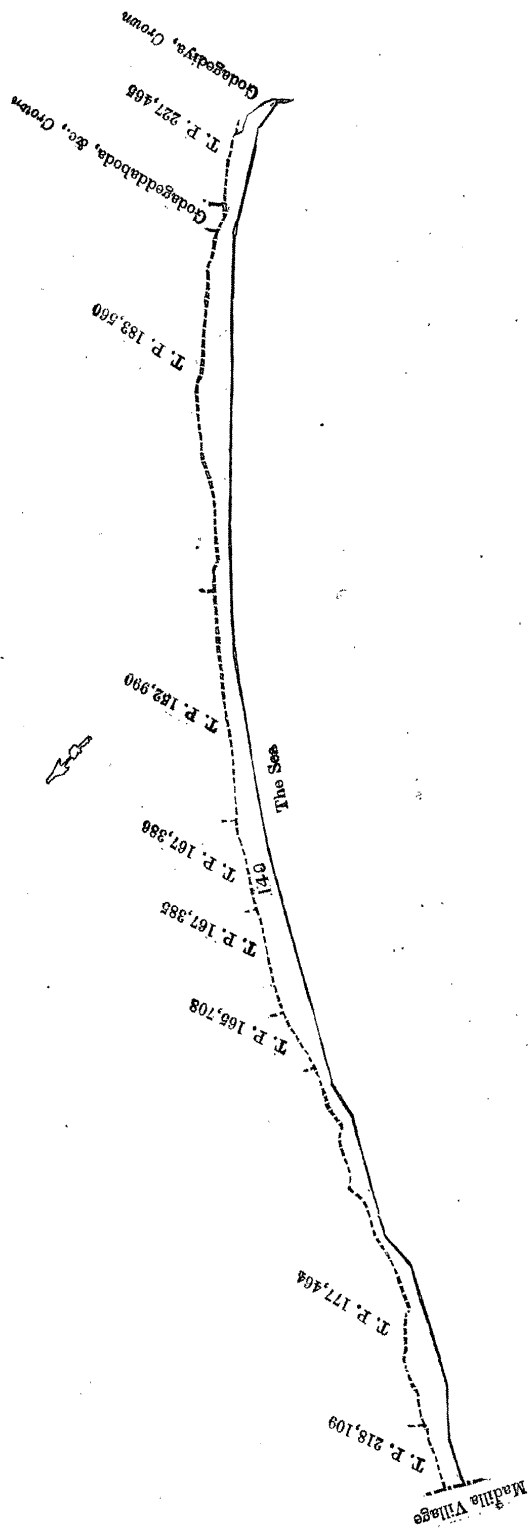 Godagediya, Crown
T. P. 227,465
Godageddaboda, &c., Crown
T. P. 183,560
T. P. 182,990
The Sea
T. P. 167,386
140
T. P. 167,385
T. P. 165,708
T. P. 177,464
T. P. 218,109
Madilla Village